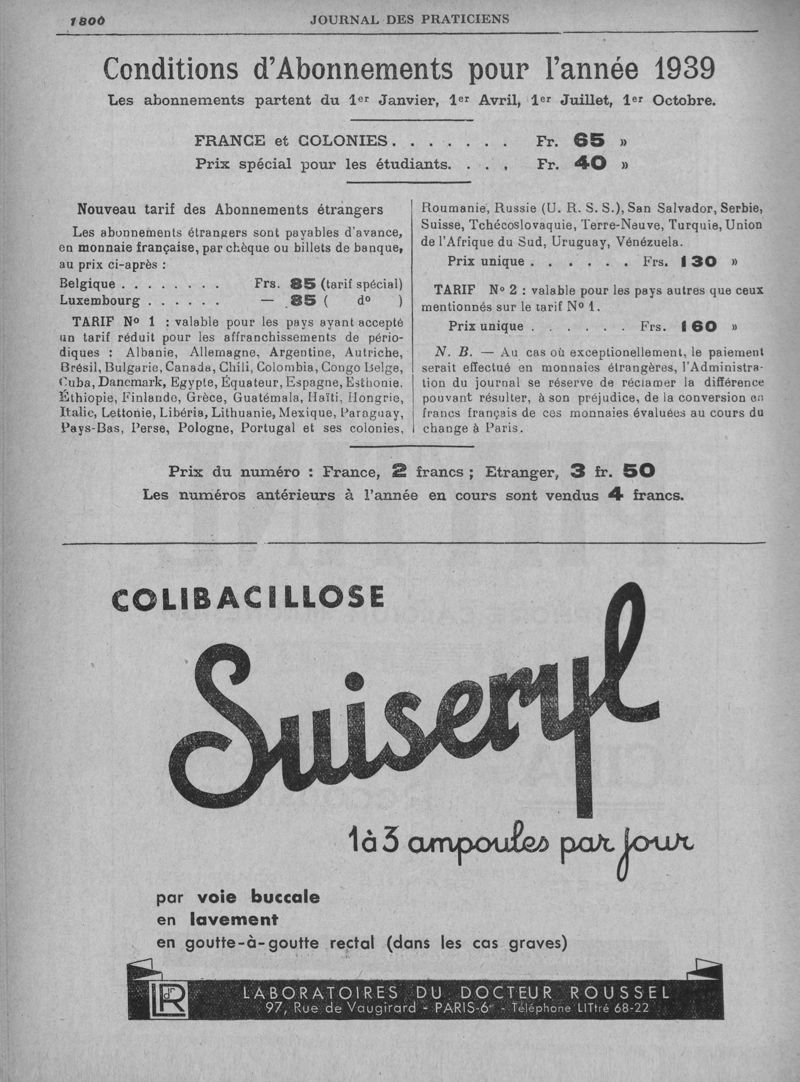 1806
JOURNAL DES PRATICIENS
Conditions d'Abonnements pour l'année 1939
Les abonnements partent du 1er Janvier, 1er Avril, 1er Juillet, 1er Octobre.
FRANCE et COLONIES. . . . . . . Fr. 65 »
Prix spécial pour les étudiants. . . . Fr. 40 »
Nouveau tarif des Abonnements étrangers
Les abonnements étrangers sont payables d'avance,
en monnaie française, par chèque ou billets de banque,
au prix ci-après :
Belgique . . . . . . . . Frs. 85 (tarif spécial)
Luxembourg . . . . . . — 85 ( do )
TARIF No 1 : valable pour les pays ayant accepté
un tarif réduit pour les affranchissements de pério-
diques : Albanie, Allemagne, Argentine, Autriche,
Brésil, Bulgarie, Canada, Chili, Colombia, Congo Belge,
Cuba, Danemark, Egypte, Équateur, Espagne, Esthonie,
Éthiopie, Finlande, Grèce, Guatémala, Haïti, Hongrie,
Italie, Lettonie, Libéria, Lithuanie, Mexique, Paraguay,
Pays-Bas, Perse, Pologne, Portugal et ses colonies,
Roumanie, Russie (U. R. S. S.), San Salvador, Serbie,
Suisse, Tchécoslovaquie, Terre-Neuve, Turquie, Union
de l'Afrique du Sud, Uruguay, Vénézuela.
Prix unique . . . . . . Frs. 130 »
TARIF No 2 : valable pour les pays autres que ceux
mentionnés sur le tarif No 1.
Prix unique . . . . . . Frs. 160 »
N. B. — Au cas où exceptionellement, le paiement
serait effectué en monnaies étrangères, l'Administra-
tion du journal se réserve de réclamer la différence
pouvant résulter, à son préjudice, de la conversion en
francs français de ces monnaies évaluées au cours du
change à Paris.
Prix du numéro : France, 2 francs ; Etranger, 3 fr. 50
Les numéros antérieurs à l'année en cours sont vendus 4 francs.
COLIBACILLOSE
Suiseryl
1 à 3 ampoules par jour
par voie buccale
en lavement
en goutte-à-goutte rectal (dans les cas graves)
LDrR
LABORATOIRES DU DOCTEUR ROUSSEL
97, Rue de Vaugirard - PARIS-6e - Téléphone LITtré 68-22